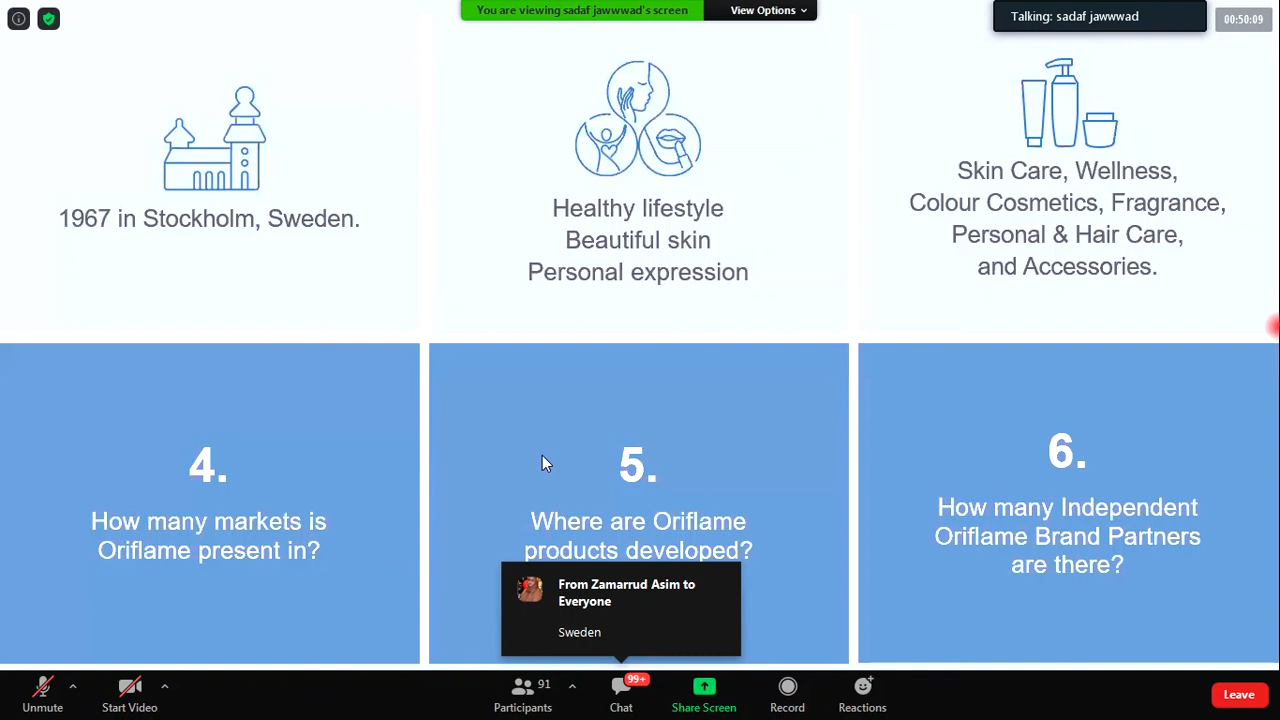 You are viewing sadaf jawwwad's screen
View Options
Talking: sadaf jawwwad
00:50:09
1967 in Stockholm, Sweden.
Healthy lifestyle
Beautiful skin
Personal expression
Skin Care, Wellness,
Colour Cosmetics, Fragrance,
Personal & Hair Care,
and Accessories.
4.
How many markets is
Oriflame present in?
5.
Where are Oriflame
products developed?
6.
How many Independent
Oriflame Brand Partners
are there?
From Zamarrud Asim to
Everyone
Sweden
Unmute
Start Video
91
Participants
99+
Chat
Share Screen
Record
Reactions
Leave